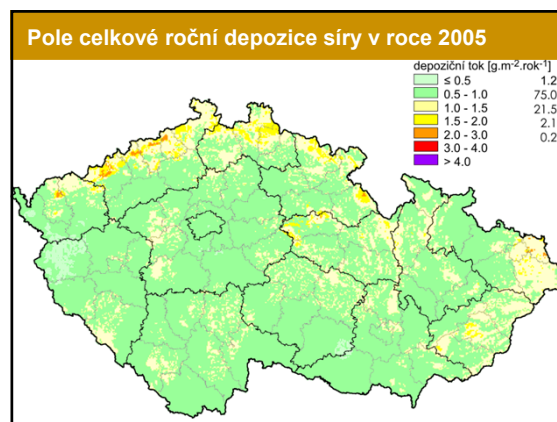 Pole celkové roční depozice síry v roce 2005
depoziční tok [g.m-2.rok-1]
≤ 0.5 1.2
0.5 - 1.0 75.0
1.0 - 1.5 21.5
1.5 - 2.0 2.1
2.0 - 3.0 0.2
3.0 - 4.0
> 4.0